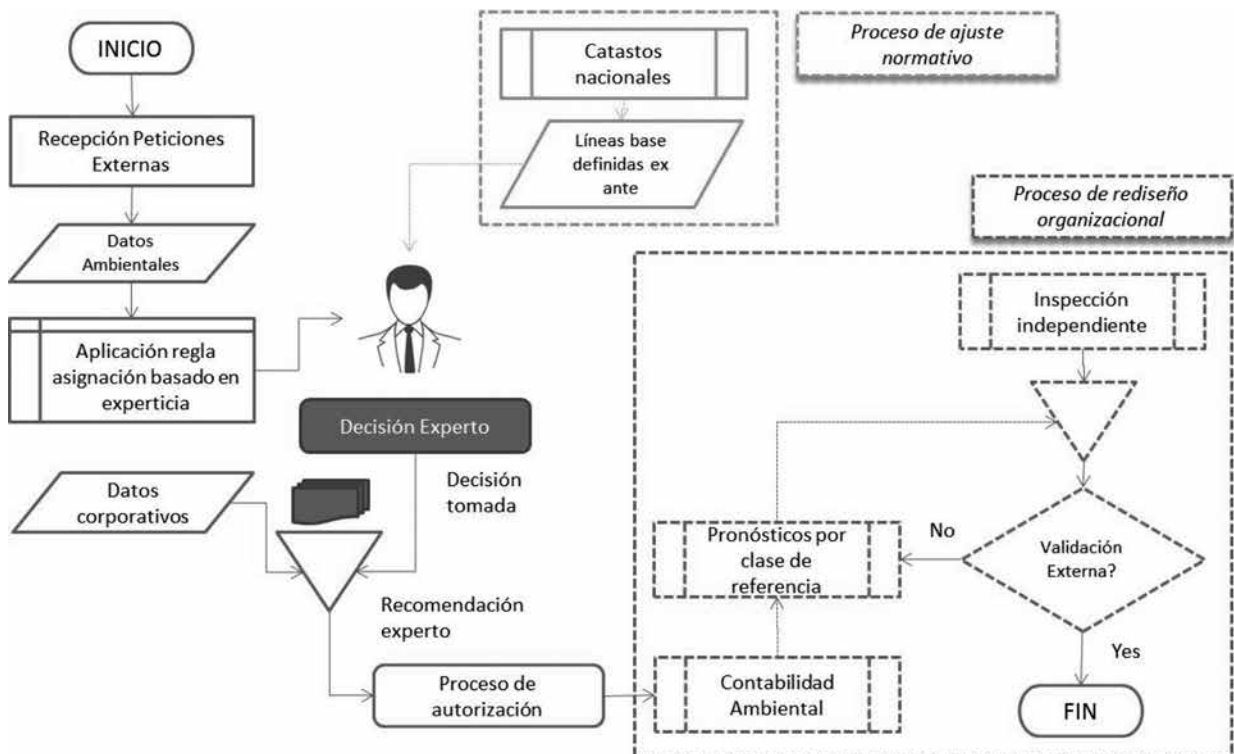 INICIO
Recepción Peticiones
Externas
Datos
Ambientales
Aplicación regla
asignación basado en
experticia
Catastos
nacionales
Líneas base
definidas ex
ante
Proceso de ajuste
normativo
Decisión Experto
Decisión
tomada
Datos
corporativos
Recomendación
experto
Proceso de
autorización
Proceso de rediseño
organizacional
Inspección
independiente
Pronósticos por
clase de
referencia
No
Validación
Externa?
Yes
Contabilidad
Ambiental
FIN